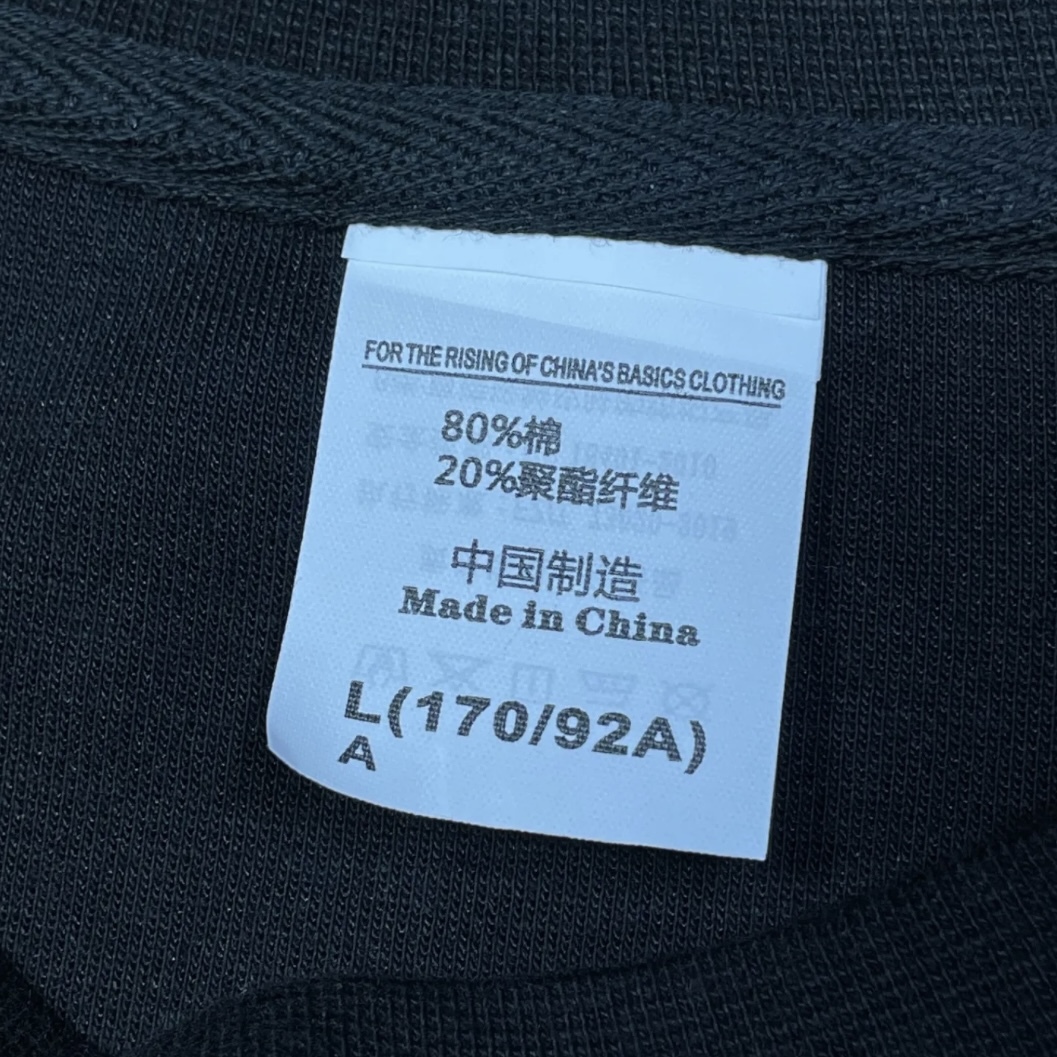 FOR THE RISING OF CHINA'S BASICS CLOTHING
80%棉
20%聚酯纤维
中国制造
Made in China
L(170/92A)
A